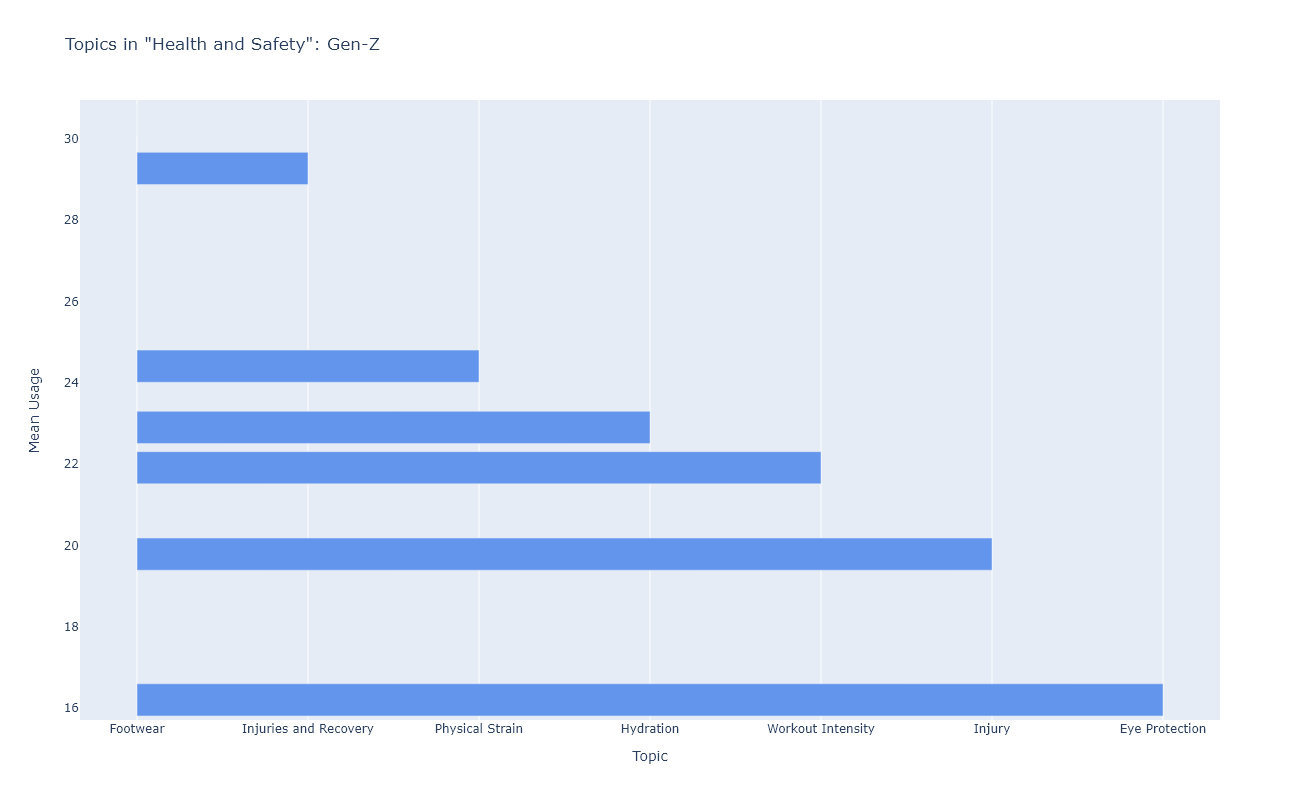 Topics in "Health and Safety": Gen-Z
30
28
26
24
22
20
18
16
Mean Usage
Footwear
Injuries and Recovery
Physical Strain
Hydration
Workout Intensity
Injury
Eye Protection
Topic